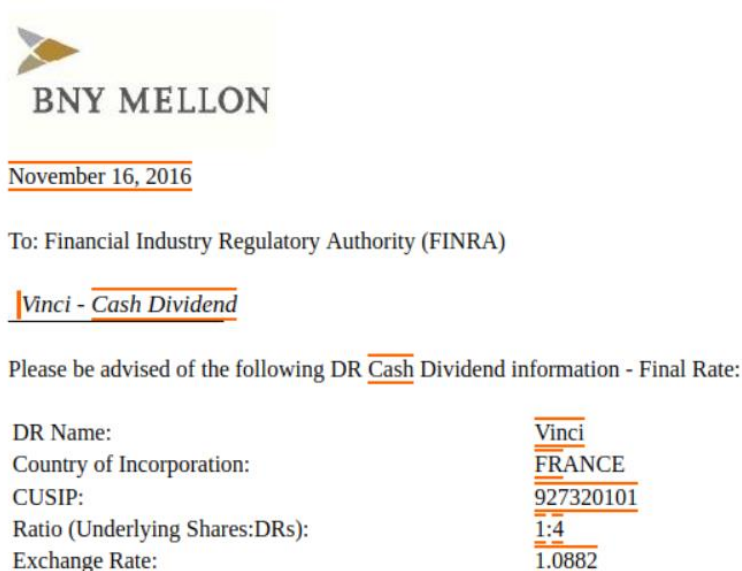 BNY MELLON
November 16, 2016
To: Financial Industry Regulatory Authority (FINRA)
Vinci - Cash Dividend
Please be advised of the following DR Cash Dividend information - Final Rate:
DR Name: Vinci
Country of Incorporation: FRANCE
CUSIP: 927320101
Ratio (Underlying Shares:DRs): 1:4
Exchange Rate: 1.0882